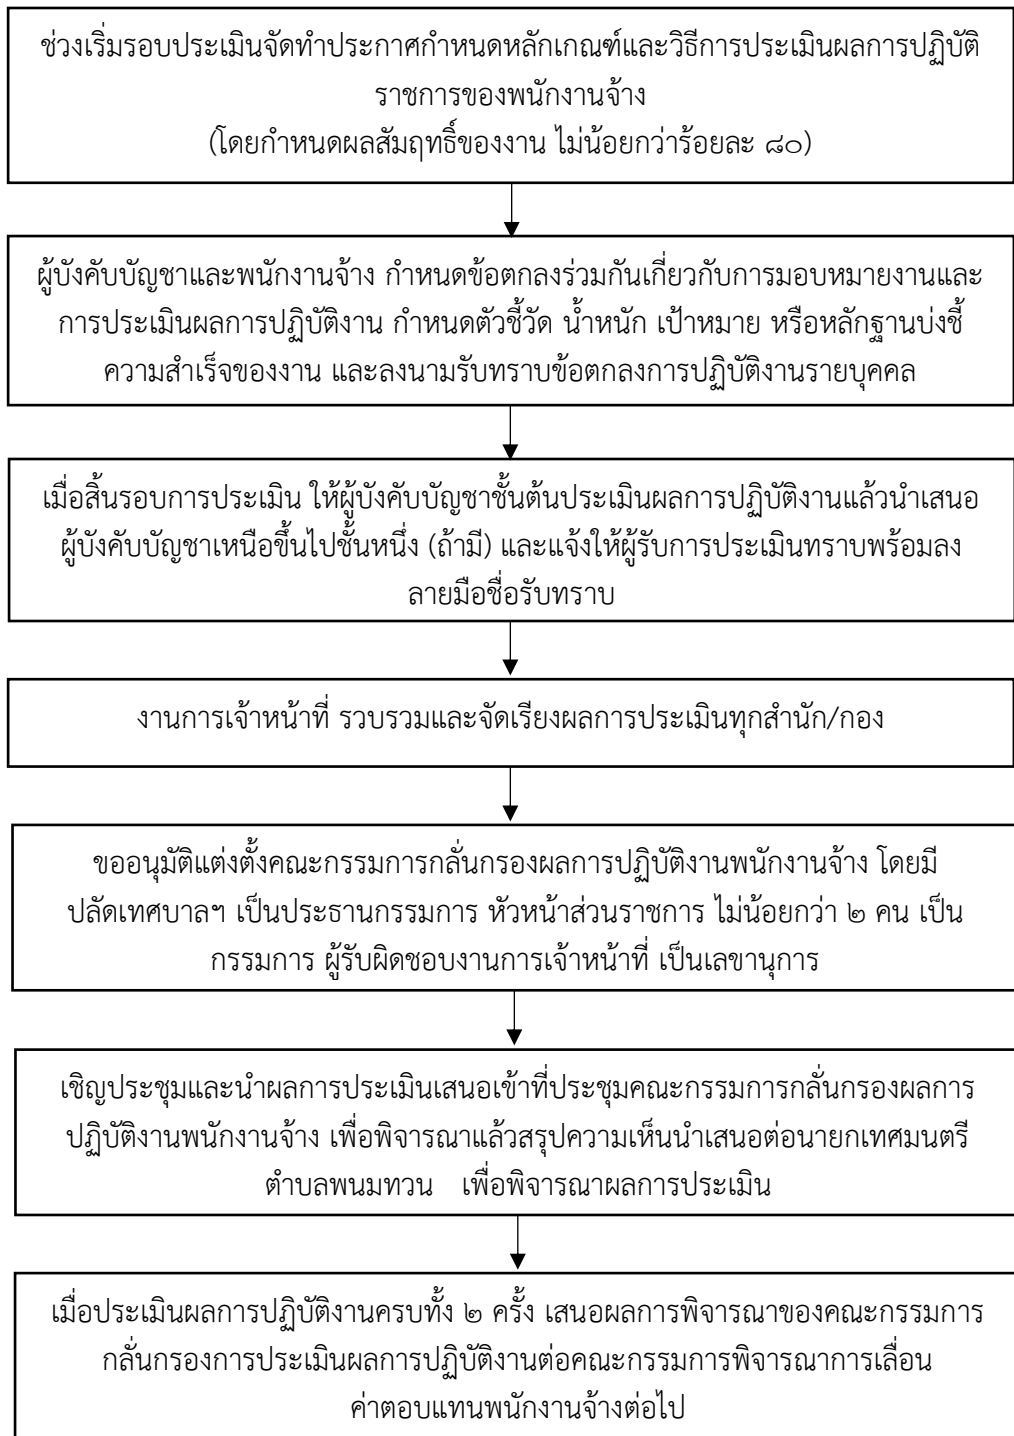 ช่วงเริ่มรอบประเมินจัดทำประกาศกำหนดหลักเกณฑ์และวิธีการประเมินผลการปฏิบัติ
ราชการของพนักงานจ้าง
(โดยกำหนดผลสัมฤทธิ์ของงาน ไม่น้อยกว่าร้อยละ ๘๐)
ผู้บังคับบัญชาและพนักงานจ้าง กำหนดข้อตกลงร่วมกันเกี่ยวกับการมอบหมายงานและ
การประเมินผลการปฏิบัติงาน กำหนดตัวชี้วัด น้ำหนัก เป้าหมาย หรือหลักฐานบ่งชี้
ความสำเร็จของงาน และลงนามรับทราบข้อตกลงการปฏิบัติงานรายบุคคล
เมื่อสิ้นรอบการประเมิน ให้ผู้บังคับบัญชาชั้นต้นประเมินผลการปฏิบัติงานแล้วนำเสนอ
ผู้บังคับบัญชาเหนือขึ้นไปชั้นหนึ่ง (ถ้ามี) และแจ้งให้ผู้รับการประเมินทราบพร้อมลง
ลายมือชื่อรับทราบ
งานการเจ้าหน้าที่ รวบรวมและจัดเรียงผลการประเมินทุกสำนัก/กอง
ขออนุมัติแต่งตั้งคณะกรรมการกลั่นกรองผลการปฏิบัติงานพนักงานจ้าง โดยมี
ปลัดเทศบาลฯ เป็นประธานกรรมการ หัวหน้าส่วนราชการ ไม่น้อยกว่า ๒ คน เป็น
กรรมการ ผู้รับผิดชอบงานการเจ้าหน้าที่ เป็นเลขานุการ
เชิญประชุมและนำผลการประเมินเสนอเข้าที่ประชุมคณะกรรมการกลั่นกรองผลการ
ปฏิบัติงานพนักงานจ้าง เพื่อพิจารณาแล้วสรุปความเห็นนำเสนอต่อนายกเทศมนตรี
ตำบลพนมทวน เพื่อพิจารณาผลการประเมิน
เมื่อประเมินผลการปฏิบัติงานครบทั้ง ๒ ครั้ง เสนอผลการพิจารณาของคณะกรรมการ
กลั่นกรองการประเมินผลการปฏิบัติงานต่อคณะกรรมการพิจารณาการเลื่อน
ค่าตอบแทนพนักงานจ้างต่อไป